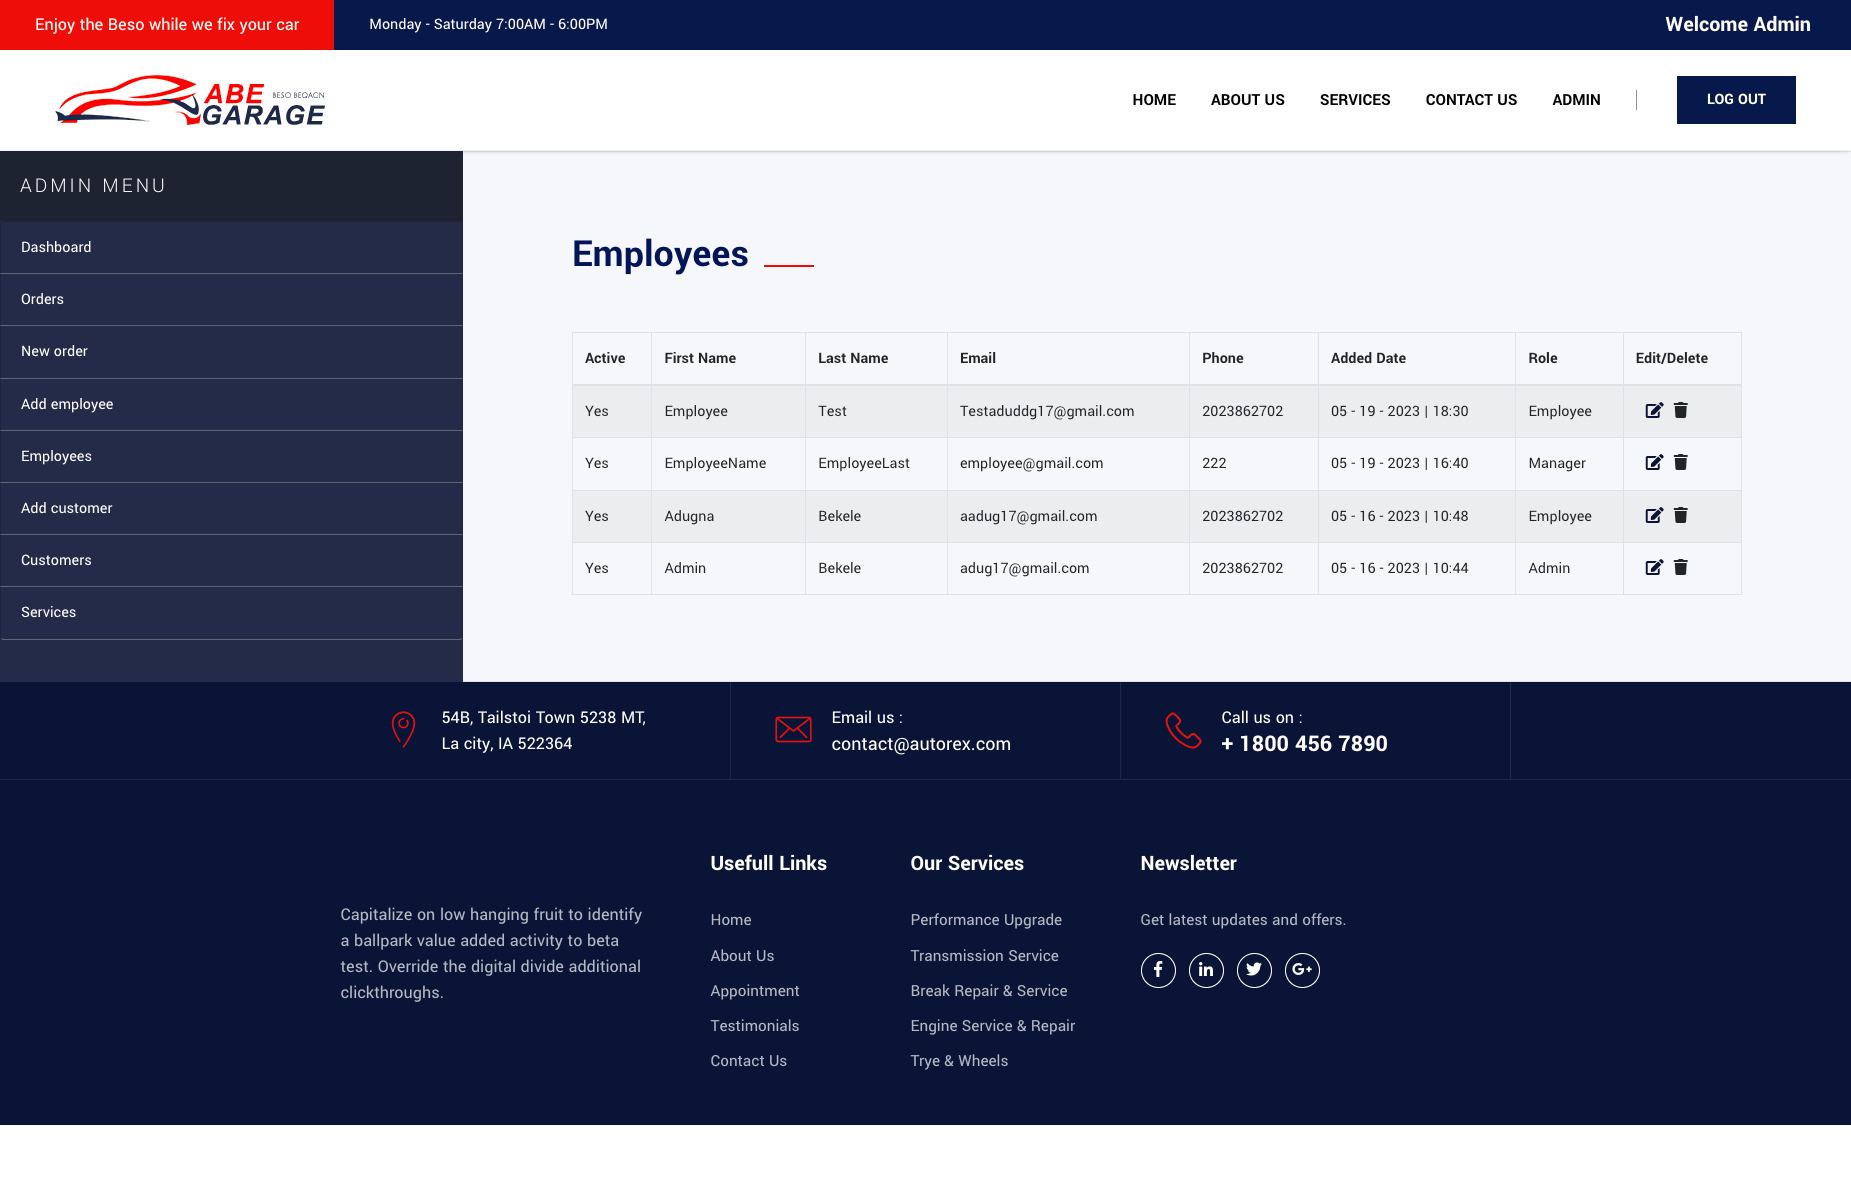 Enjoy the Beso while we fix your car
Monday - Saturday 7:00AM - 6:00PM
Welcome Admin
ABE
BESO BEQACN
GARAGE
HOME
ABOUT US
SERVICES
CONTACT US
ADMIN
LOG OUT
ADMIN MENU
Dashboard
Orders
New order
Add employee
Employees
Add customer
Customers
Services
Employees
Active First Name Last Name Email Phone Added Date Role Edit/Delete
Yes Employee Test Testaduddg17@gmail.com 2023862702 05 - 19 - 2023 | 18:30 Employee
Yes EmployeeName EmployeeLast employee@gmail.com 222 05 - 19 - 2023 | 16:40 Manager
Yes Adugna Bekele aadug17@gmail.com 2023862702 05 - 16 - 2023 | 10:48 Employee
Yes Admin Bekele adug17@gmail.com 2023862702 05 - 16 - 2023 | 10:44 Admin
54B, Tailstoi Town 5238 MT,
La city, IA 522364
Email us :
contact@autorex.com
Call us on :
+ 1800 456 7890
Capitalize on low hanging fruit to identify
a ballpark value added activity to beta
test. Override the digital divide additional
clickthroughs.
Usefull Links
Home
About Us
Appointment
Testimonials
Contact Us
Our Services
Performance Upgrade
Transmission Service
Break Repair & Service
Engine Service & Repair
Trye & Wheels
Newsletter
Get latest updates and offers.